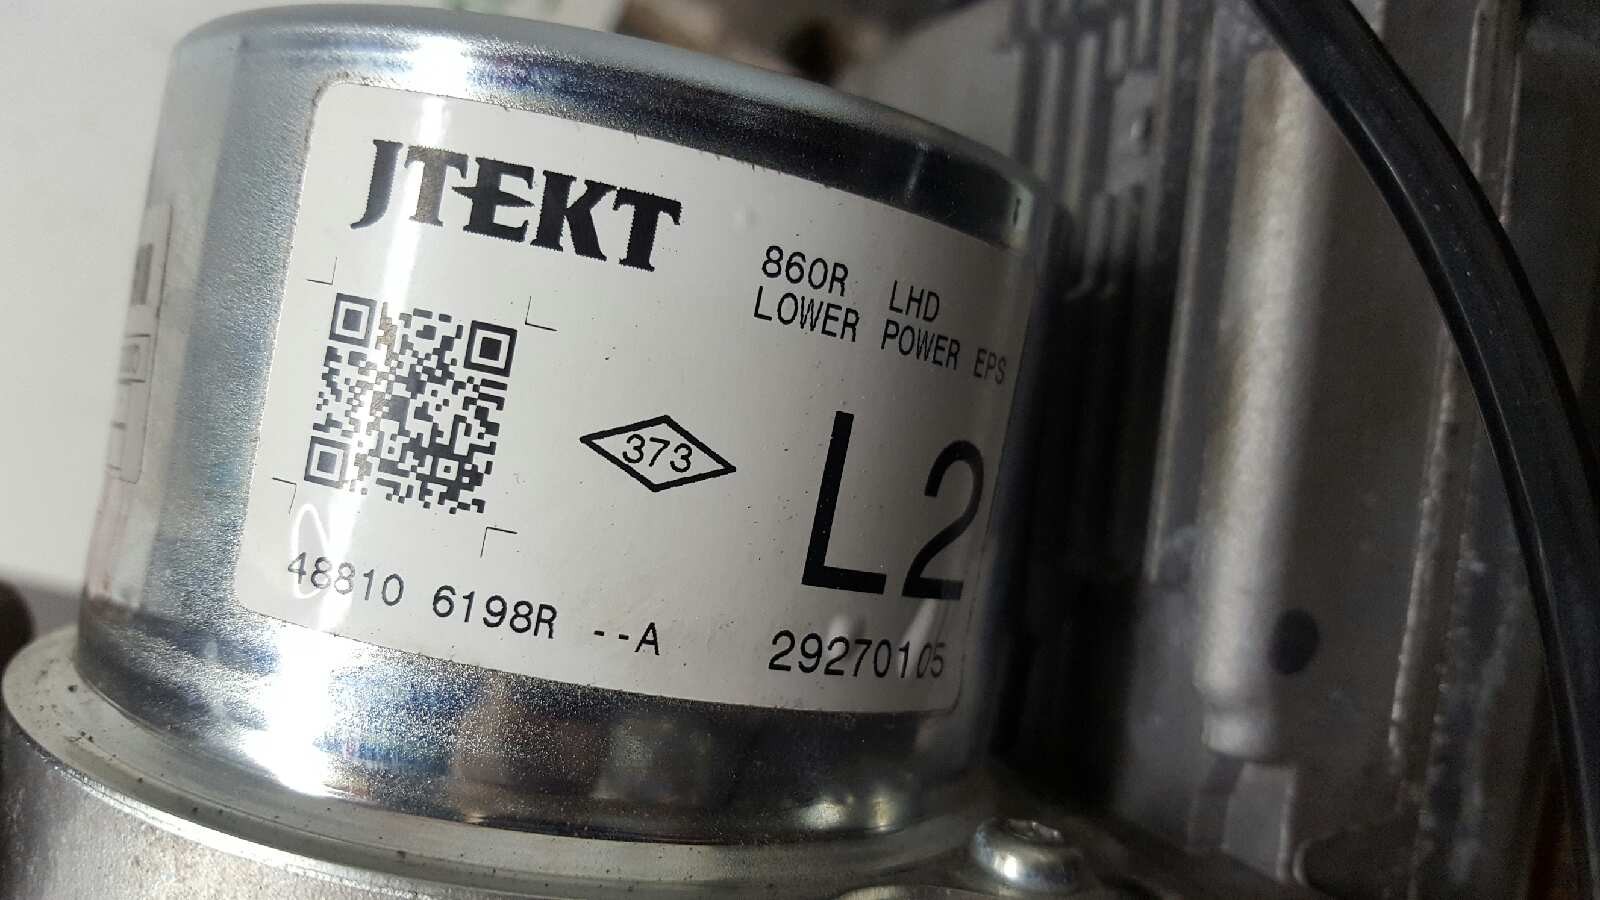 JTEKT
860R LHD
LOWER POWER EPS
373
L2
48810 6198R --A
29270105